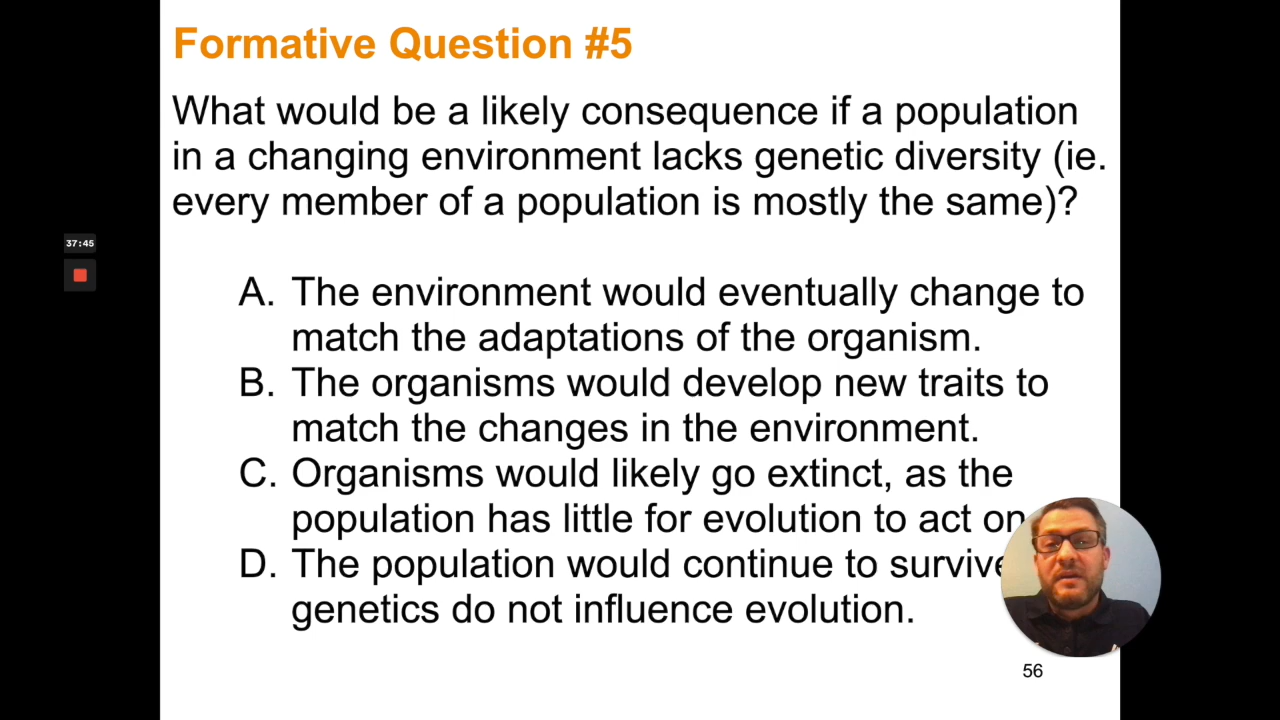 Formative Question #5
What would be a likely consequence if a population
in a changing environment lacks genetic diversity (ie.
every member of a population is mostly the same)?
37:45
A. The environment would eventually change to
match the adaptations of the organism.
B. The organisms would develop new traits to
match the changes in the environment.
C. Organisms would likely go extinct, as the
population has little for evolution to act on
D. The population would continue to survive
genetics do not influence evolution.
56